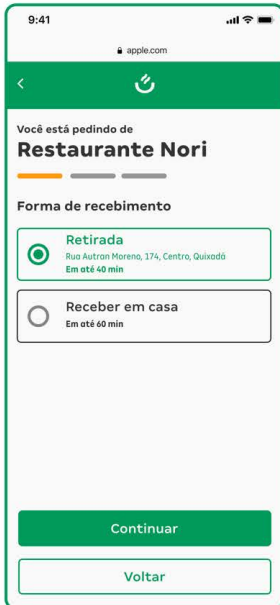 9:41
apple.com
Você está pedindo de
Restaurante Nori
Forma de recebimento
Retirada
Rua Autran Moreno, 174, Centro, Quixadá
Em até 40 min
Receber em casa
Em até 60 min
Continuar
Voltar